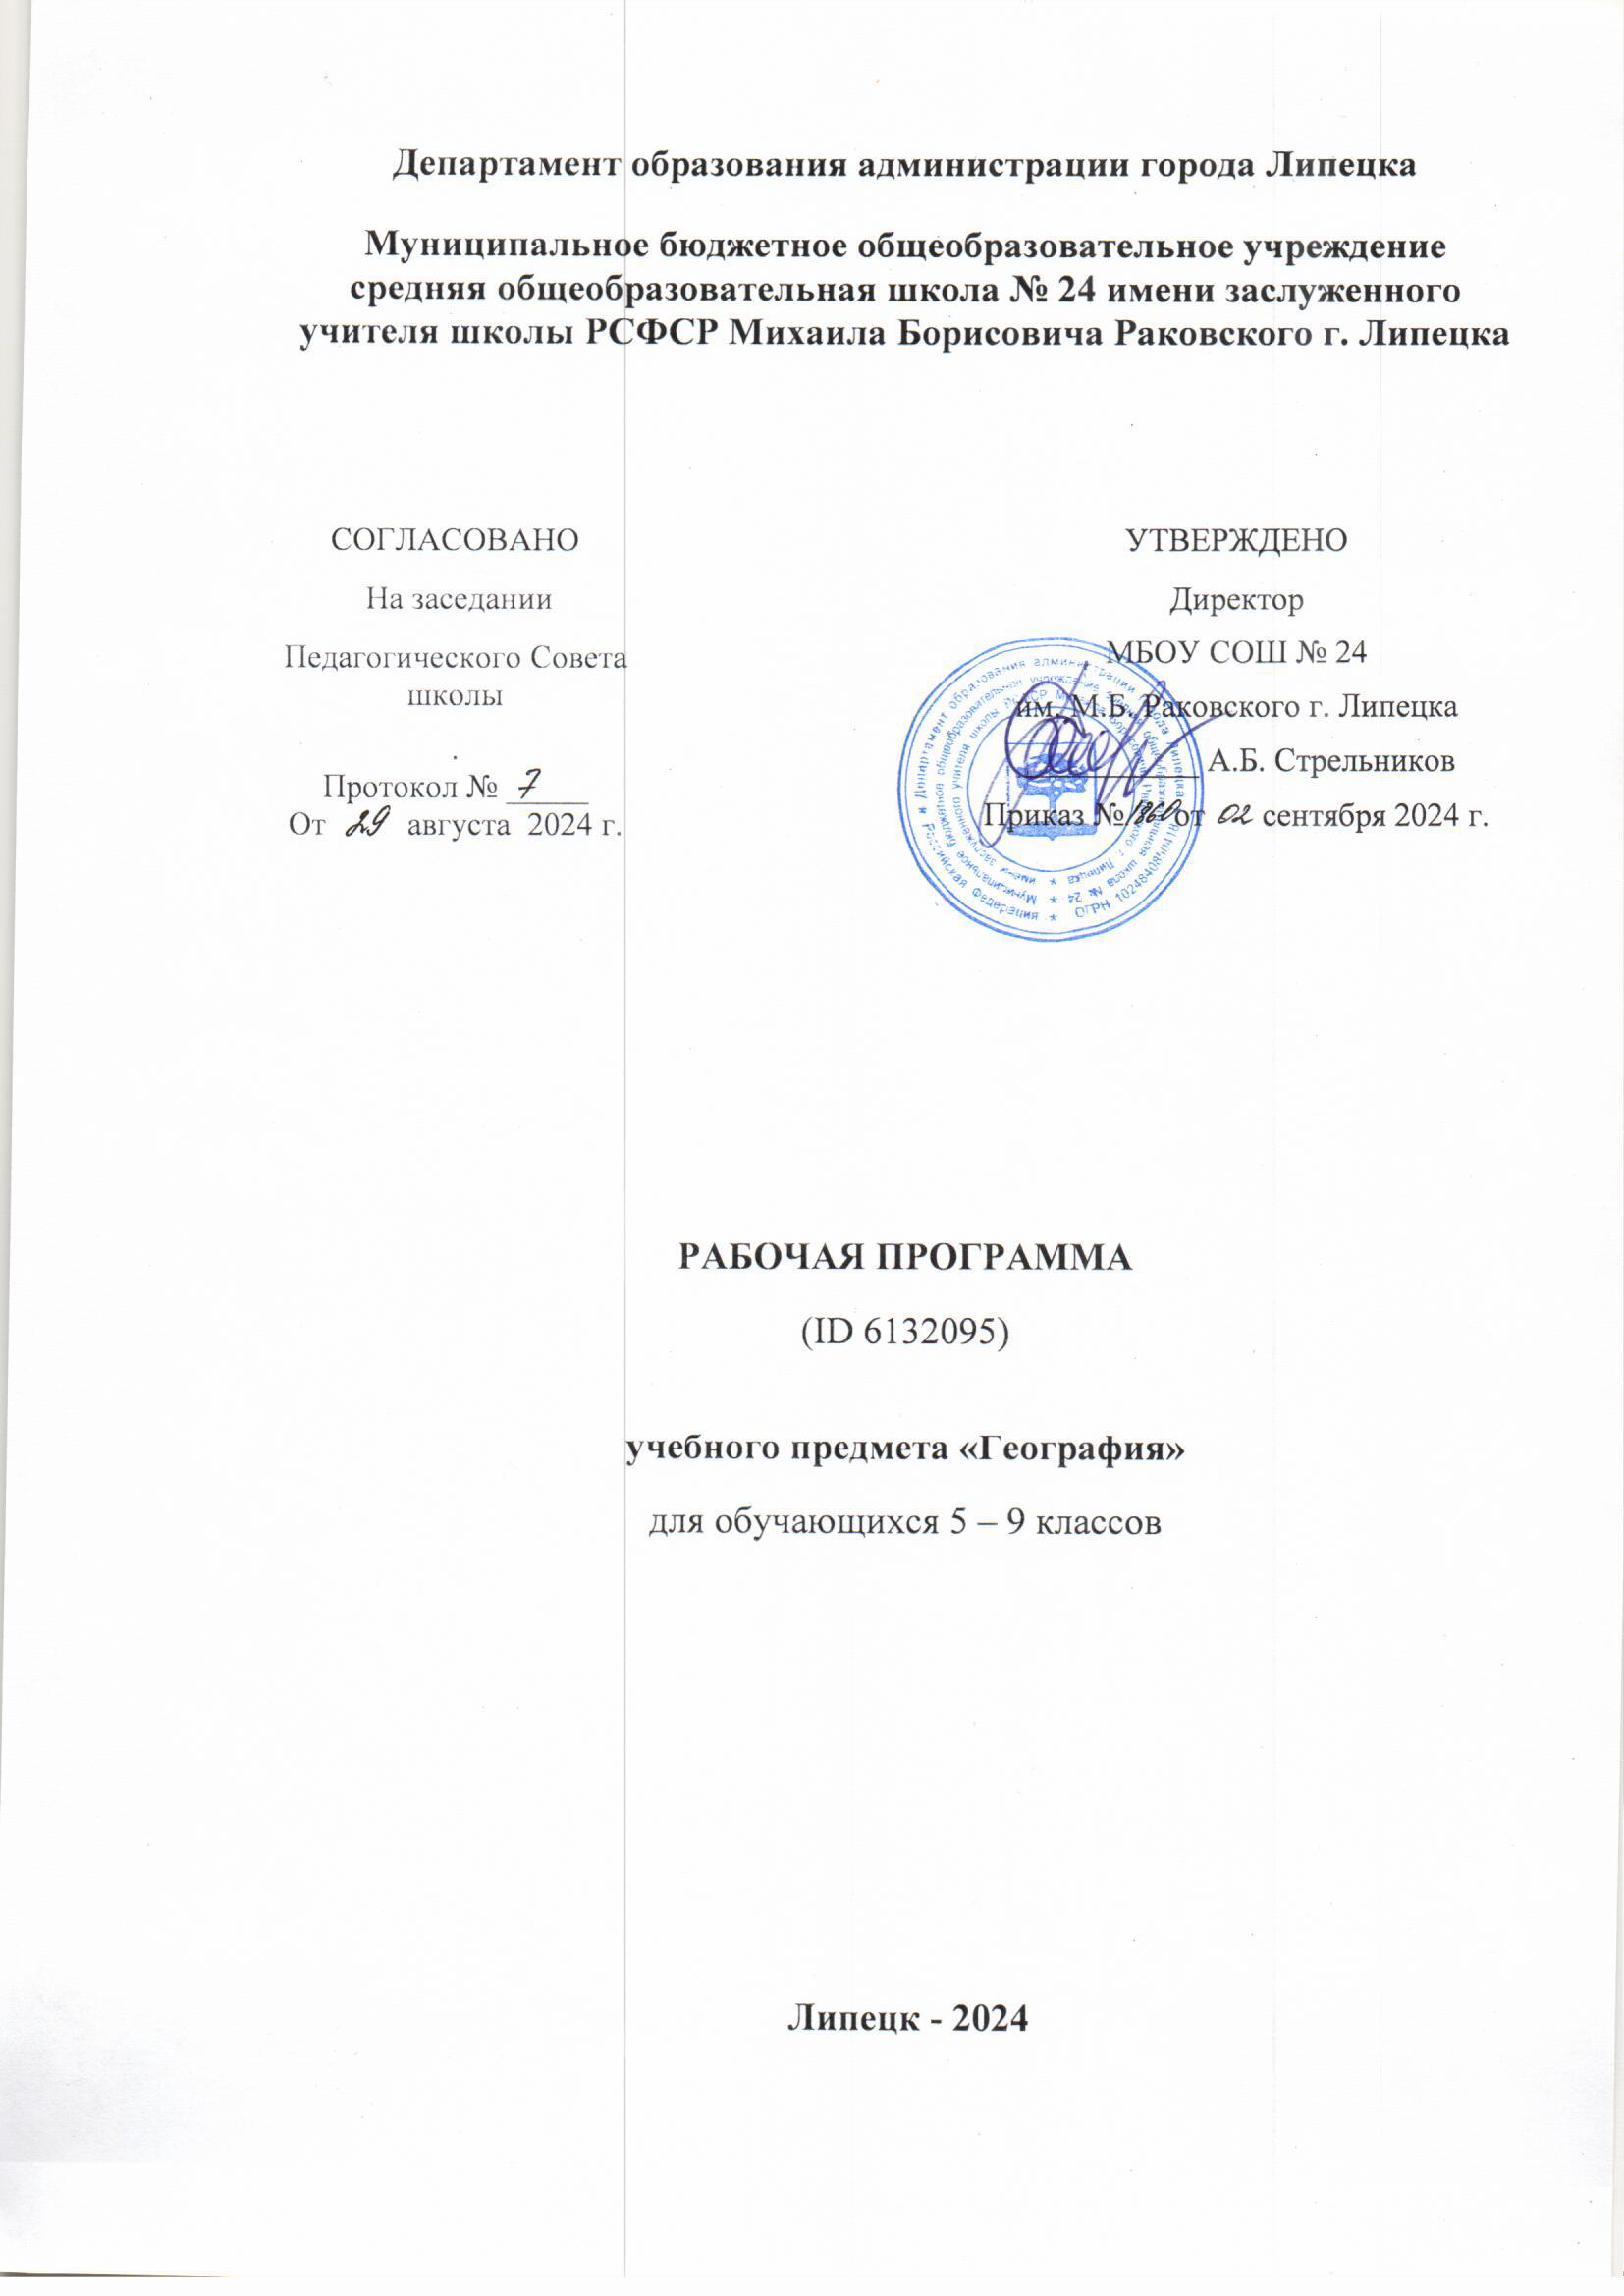 Департамент образования администрации города Липецка
Муниципальное бюджетное общеобразовательное учреждение
средняя общеобразовательная школа № 24 имени заслуженного
учителя школы РСФСР Михаила Борисовича Раковского г. Липецка
СОГЛАСОВАНО
На заседании
Педагогического Совета
школы
.
Протокол № 7
От 29 августа 2024 г.
УТВЕРЖДЕНО
Директор
МБОУ СОШ № 24
им. М.Б. Раковского г. Липецка
А.Б. Стрельников
Приказ № от 02 сентября 2024 г.
РАБОЧАЯ ПРОГРАММА
(ID 6132095)
учебного предмета «География»
для обучающихся 5 – 9 классов
Липецк - 2024